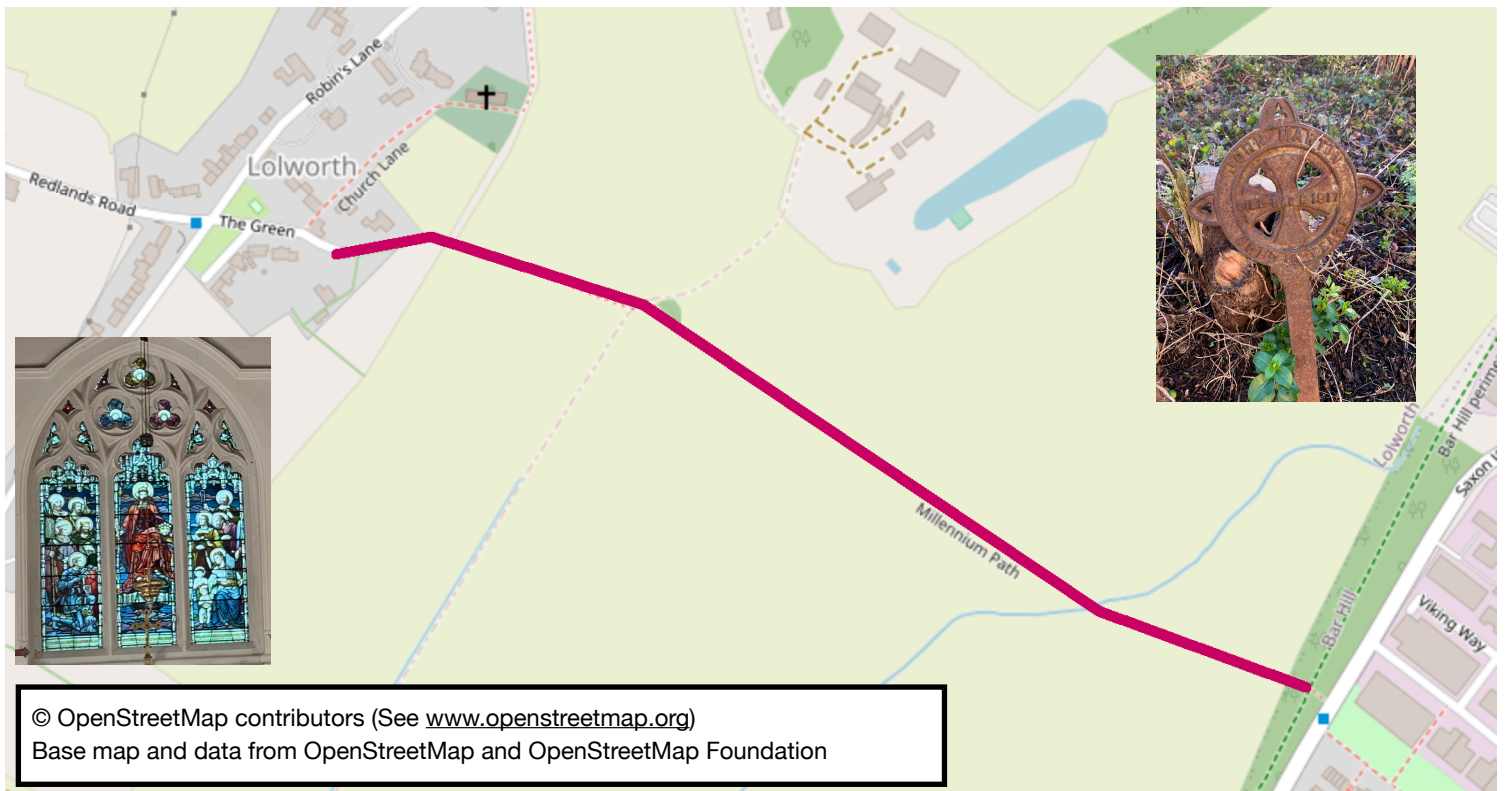 Robin's Lane
Lolworth
Church Lane
Redlands Road
The Green
Millennium Path
Lolworth
Bar Hill
Saxon
Bar Hill
Viking Way
1917
© OpenStreetMap contributors (See www.openstreetmap.org)
Base map and data from OpenStreetMap and OpenStreetMap Foundation